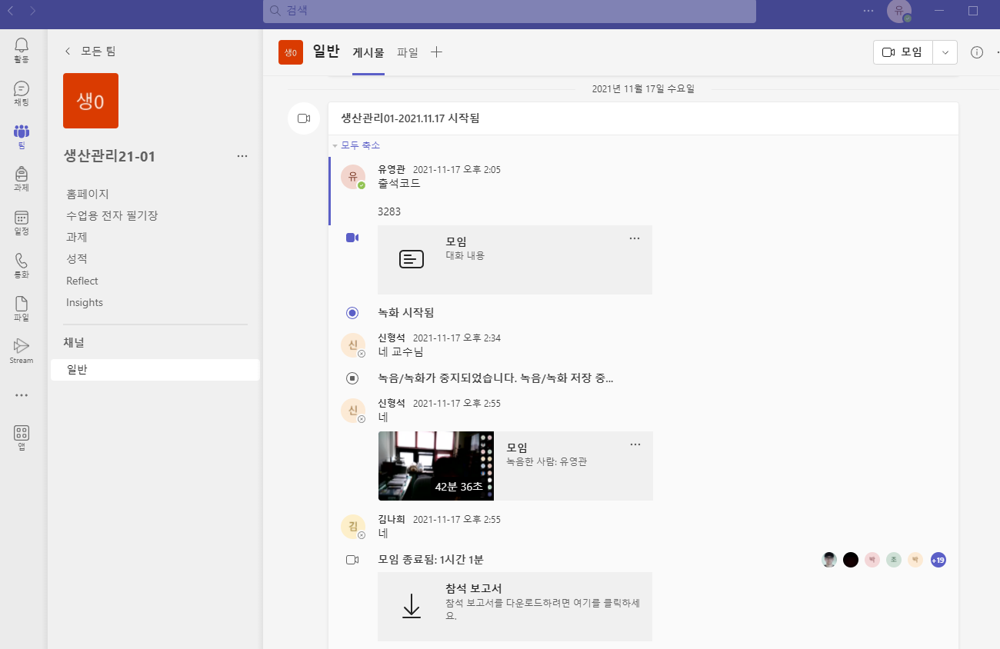 검색
유
활동
채팅
팀
과제
일정
통화
파일
Stream
앱
모든 팀
생0
생산관리21-01
홈페이지
수업용 전자 필기장
과제
성적
Reflect
Insights
채널
일반
생0 일반 게시물 파일
모임
2021년 11월 17일 수요일
생산관리01-2021.11.17 시작됨
모두 축소
유 유영관 2021-11-17 오후 2:05
출석코드
3283
모임
대화 내용
녹화 시작됨
신 신형석 2021-11-17 오후 2:34
네 교수님
녹음/녹화가 중지되었습니다. 녹음/녹화 저장 중...
신 신형석 2021-11-17 오후 2:55
네
모임
녹음한 사람: 유영관
42분 36초
김 김나희 2021-11-17 오후 2:55
네
모임 종료됨: 1시간 1분
박 조 박 +19
참석 보고서
참석 보고서를 다운로드하려면 여기를 클릭하세
요.